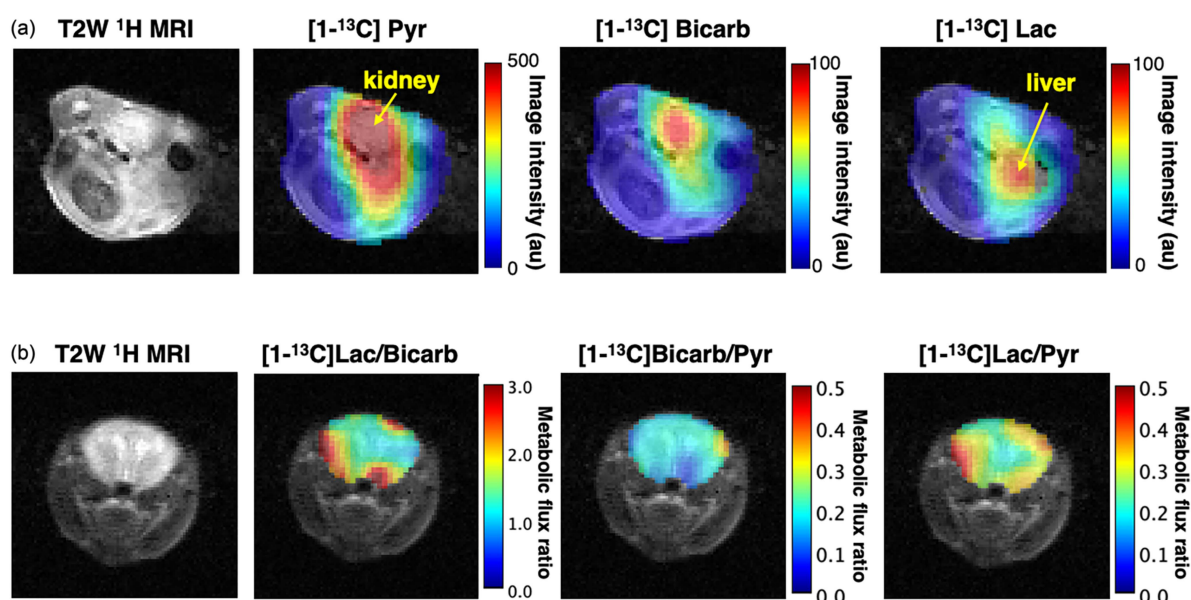 (a) T2W ¹H MRI [1-¹³C] Pyr [1-¹³C] Bicarb [1-¹³C] Lac
kidney
liver
500
0
Image intensity (au)
100
0
Image intensity (au)
100
0
Image intensity (au)
(b) T2W ¹H MRI [1-¹³C]Lac/Bicarb [1-¹³C]Bicarb/Pyr [1-¹³C]Lac/Pyr
3.0
2.0
1.0
0.0
Metabolic flux ratio
0.5
0.4
0.3
0.2
0.1
0.0
Metabolic flux ratio
0.5
0.4
0.3
0.2
0.1
0.0
Metabolic flux ratio